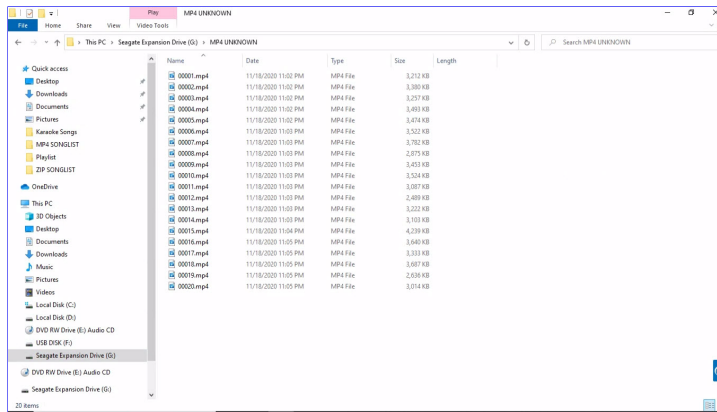 Play MP4 UNKNOWN
File Home Share View Video Tools
This PC Seagate Expansion Drive (G:) MP4 UNKNOWN
Search MP4 UNKNOWN
Name Date Type Size Length
Quick access
Desktop
Downloads
Documents
Pictures
Karaoke Songs
MP4 SONGLIST
Playlist
ZIP SONGLIST
OneDrive
This PC
3D Objects
Desktop
Documents
Downloads
Music
Pictures
Videos
Local Disk (C:)
Local Disk (D:)
DVD RW Drive (E:) Audio CD
USB DISK (F:)
Seagate Expansion Drive (G:)
DVD RW Drive (E:) Audio CD
Seagate Expansion Drive (G:)
00001.mp4 11/18/2020 11:02 PM MP4 File 3,212 KB
00002.mp4 11/18/2020 11:02 PM MP4 File 3,380 KB
00003.mp4 11/18/2020 11:02 PM MP4 File 3,257 KB
00004.mp4 11/18/2020 11:02 PM MP4 File 3,493 KB
00005.mp4 11/18/2020 11:02 PM MP4 File 3,474 KB
00006.mp4 11/18/2020 11:03 PM MP4 File 3,522 KB
00007.mp4 11/18/2020 11:03 PM MP4 File 3,782 KB
00008.mp4 11/18/2020 11:03 PM MP4 File 2,875 KB
00009.mp4 11/18/2020 11:03 PM MP4 File 3,453 KB
00010.mp4 11/18/2020 11:03 PM MP4 File 3,524 KB
00011.mp4 11/18/2020 11:03 PM MP4 File 3,087 KB
00012.mp4 11/18/2020 11:03 PM MP4 File 2,489 KB
00013.mp4 11/18/2020 11:03 PM MP4 File 3,222 KB
00014.mp4 11/18/2020 11:03 PM MP4 File 3,103 KB
00015.mp4 11/18/2020 11:04 PM MP4 File 4,239 KB
00016.mp4 11/18/2020 11:05 PM MP4 File 3,640 KB
00017.mp4 11/18/2020 11:05 PM MP4 File 3,333 KB
00018.mp4 11/18/2020 11:05 PM MP4 File 3,687 KB
00019.mp4 11/18/2020 11:05 PM MP4 File 2,636 KB
00020.mp4 11/18/2020 11:05 PM MP4 File 3,014 KB
20 items